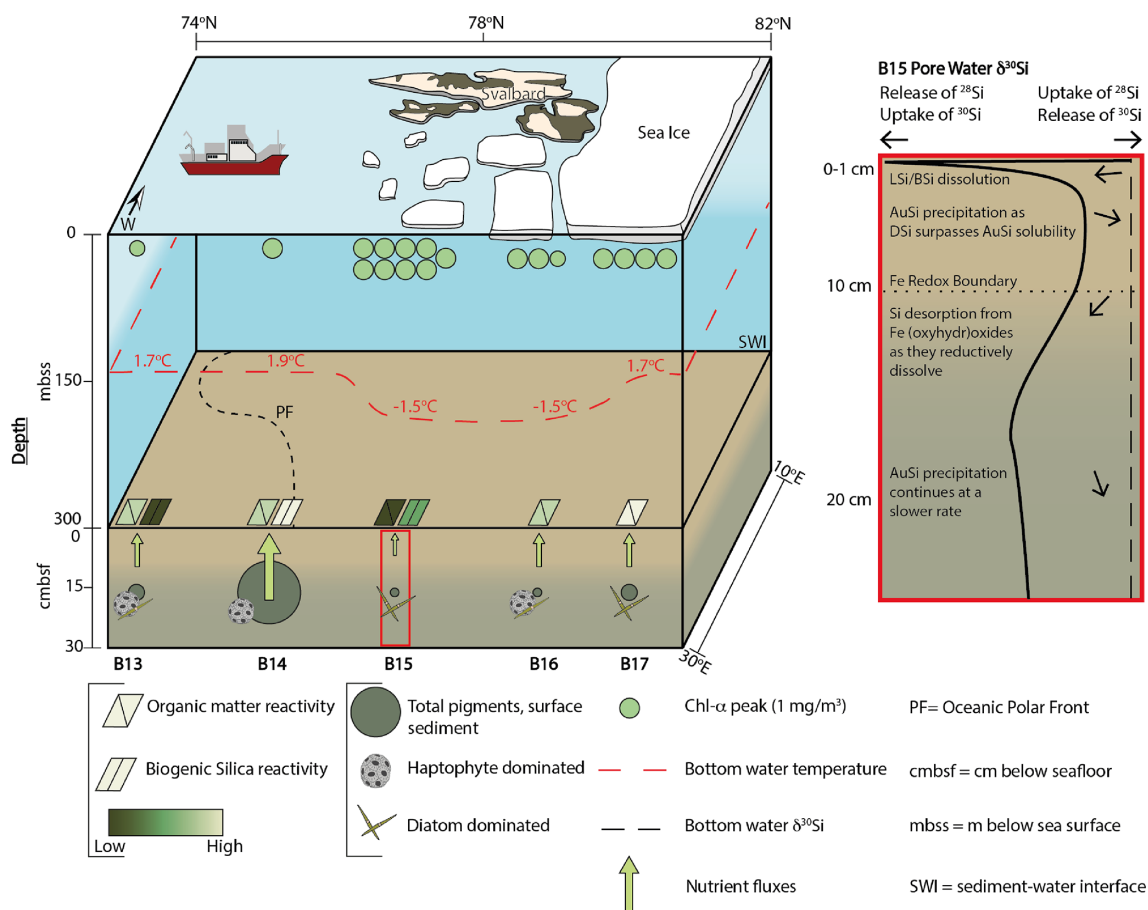 74°N
78°N
82°N
Svalbard
Sea Ice
W
0
SWI
1.7°C
1.9°C
-1.5°C
-1.5°C
1.7°C
150
mbss
PF
Depth
10°E
300
0
cmbsf
15
30
30°E
B13
B14
B15
B16
B17
B15 Pore Water δ³⁰Si
Release of ²⁸Si
Uptake of ³⁰Si
Uptake of ²⁸Si
Release of ³⁰Si
0-1 cm
LSi/BSi dissolution
AuSi precipitation as
DSi surpasses AuSi solubility
10 cm
Fe Redox Boundary
Si desorption from
Fe (oxyhydr)oxides
as they reductively
dissolve
20 cm
AuSi precipitation
continues at a
slower rate
Organic matter reactivity
Biogenic Silica reactivity
Low
High
Total pigments, surface
sediment
Haptophyte dominated
Diatom dominated
Chl-α peak (1 mg/m³)
Bottom water temperature
Bottom water δ³⁰Si
Nutrient fluxes
PF= Oceanic Polar Front
cmbsf = cm below seafloor
mbss = m below sea surface
SWI = sediment-water interface